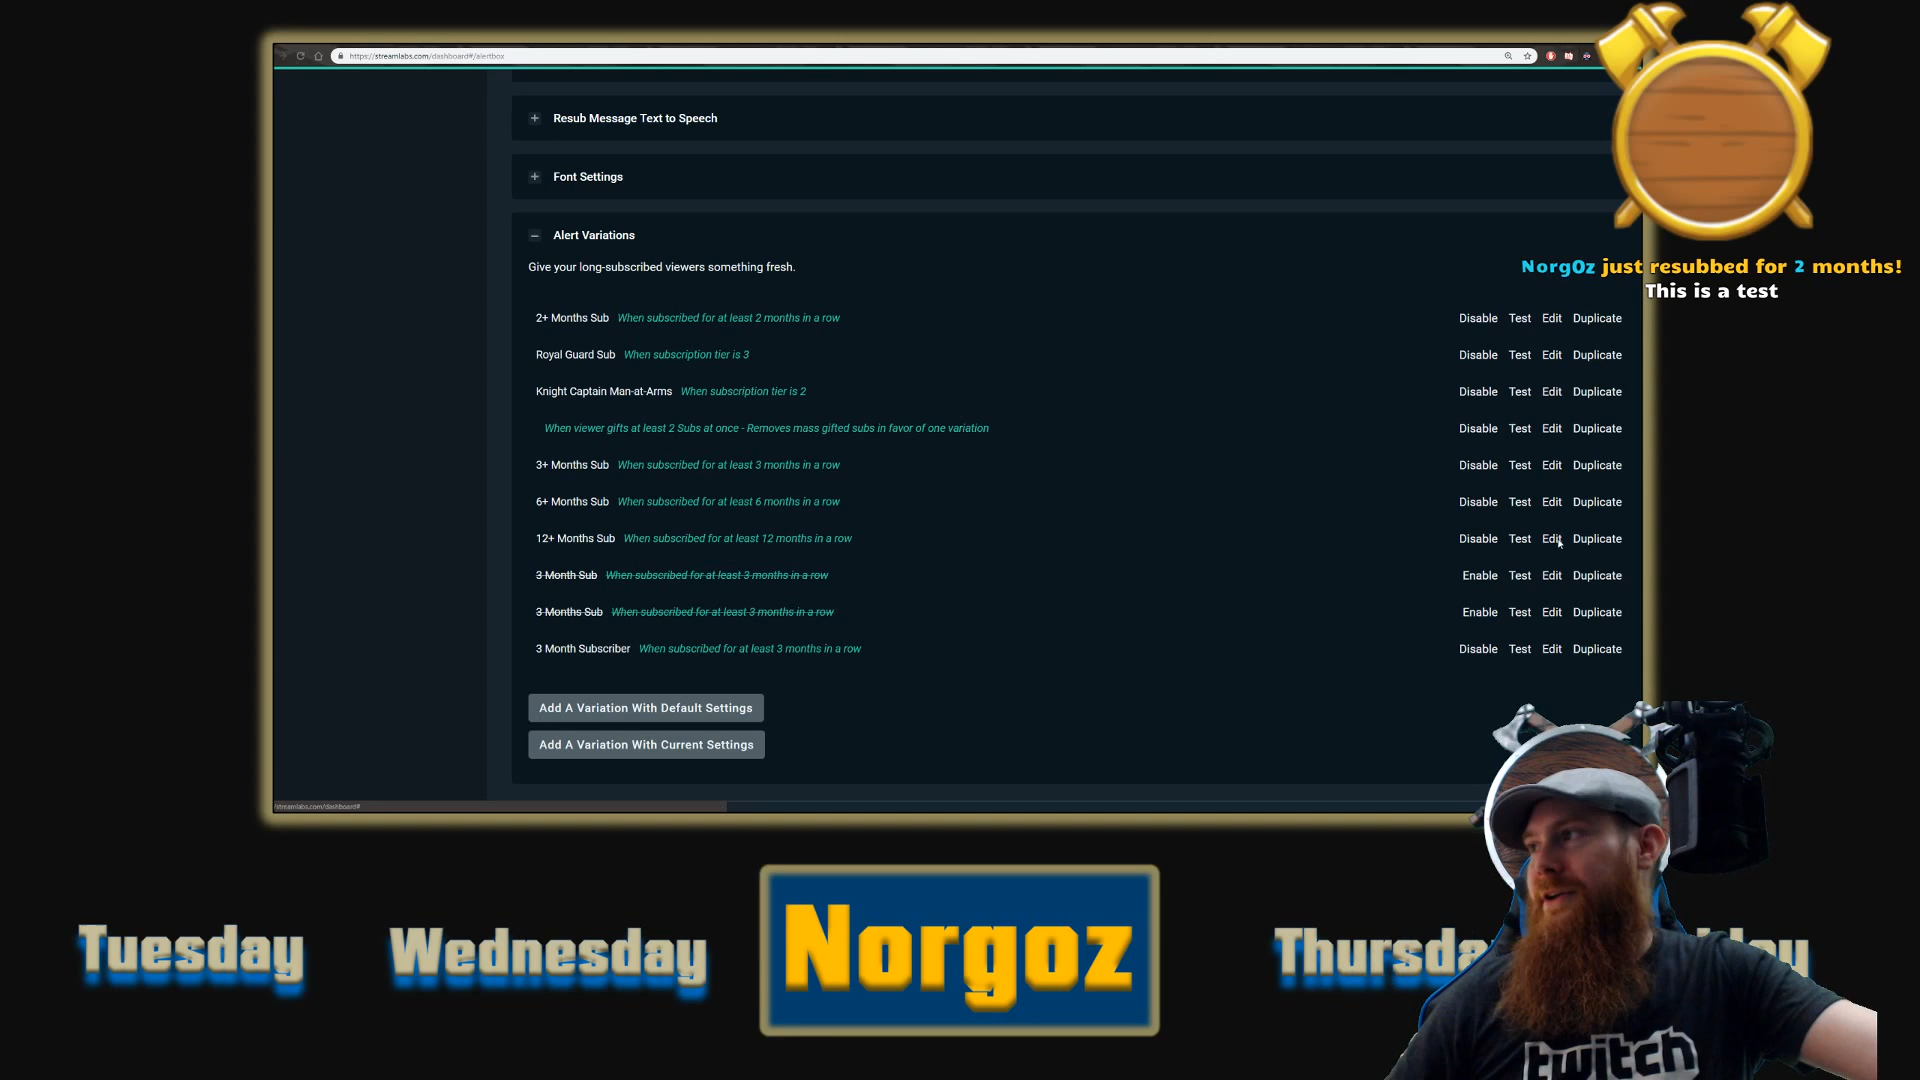 https://streamlabs.com/dashboard#/alertbox
+ Resub Message Text to Speech
+ Font Settings
− Alert Variations
Give your long-subscribed viewers something fresh.
2+ Months Sub When subscribed for at least 2 months in a row Disable Test Edit Duplicate
Royal Guard Sub When subscription tier is 3 Disable Test Edit Duplicate
Knight Captain Man-at-Arms When subscription tier is 2 Disable Test Edit Duplicate
When viewer gifts at least 2 Subs at once - Removes mass gifted subs in favor of one variation Disable Test Edit Duplicate
3+ Months Sub When subscribed for at least 3 months in a row Disable Test Edit Duplicate
6+ Months Sub When subscribed for at least 6 months in a row Disable Test Edit Duplicate
12+ Months Sub When subscribed for at least 12 months in a row Disable Test Edit Duplicate
3 Month Sub When subscribed for at least 3 months in a row Enable Test Edit Duplicate
3 Months Sub When subscribed for at least 3 months in a row Enable Test Edit Duplicate
3 Month Subscriber When subscribed for at least 3 months in a row Disable Test Edit Duplicate
Add A Variation With Default Settings
Add A Variation With Current Settings
/streamlabs.com/dashboard#
NorgOz just resubbed for 2 months!
This is a test
Tuesday
Wednesday
Norgoz
Thursda
twitch